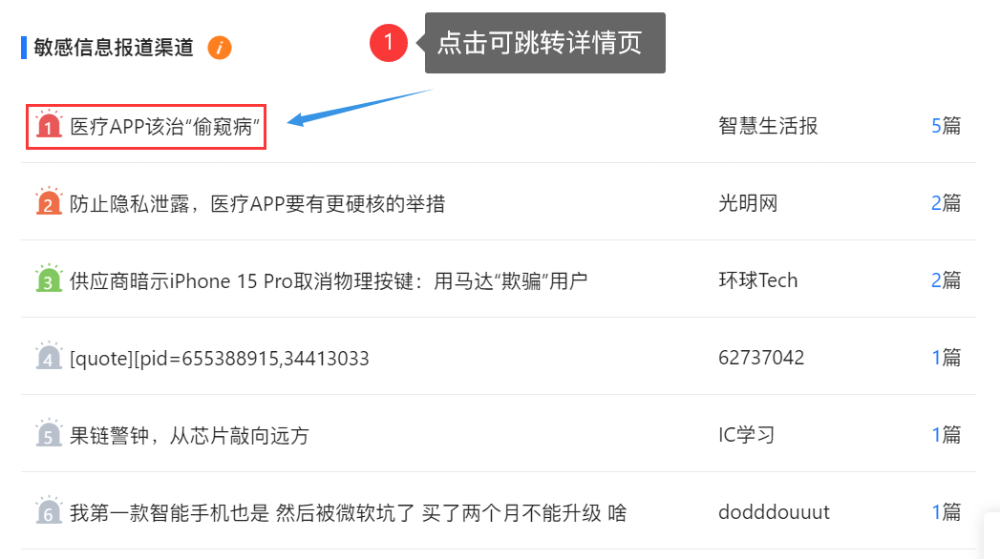 敏感信息报道渠道 i
1 点击可跳转详情页
1 医疗APP该治“偷窥病” 智慧生活报 5篇
2 防止隐私泄露，医疗APP要有更硬核的举措 光明网 2篇
3 供应商暗示iPhone 15 Pro取消物理按键：用马达“欺骗”用户 环球Tech 2篇
4 [quote][pid=655388915,34413033 62737042 1篇
5 果链警钟，从芯片敲向远方 IC学习 1篇
6 我第一款智能手机也是 然后被微软坑了 买了两个月不能升级 啥 dodddouuut 1篇